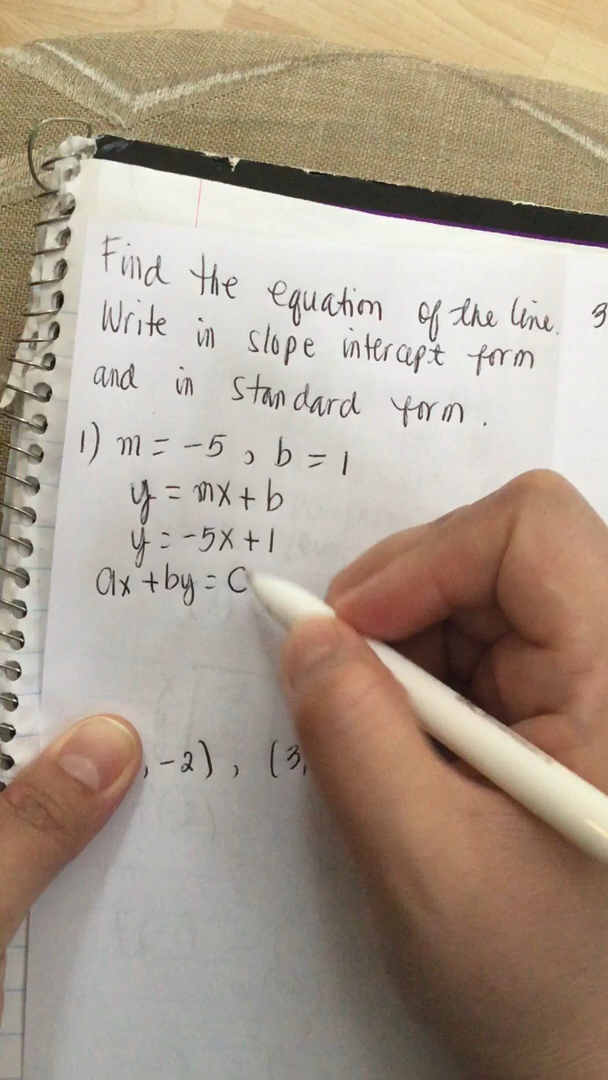 Find the equation of the line.
Write in slope intercept form
and in standard form.
1) m = -5, b = 1
y = mx + b
y = -5x + 1
ax + by = C
, -2), (3,
3